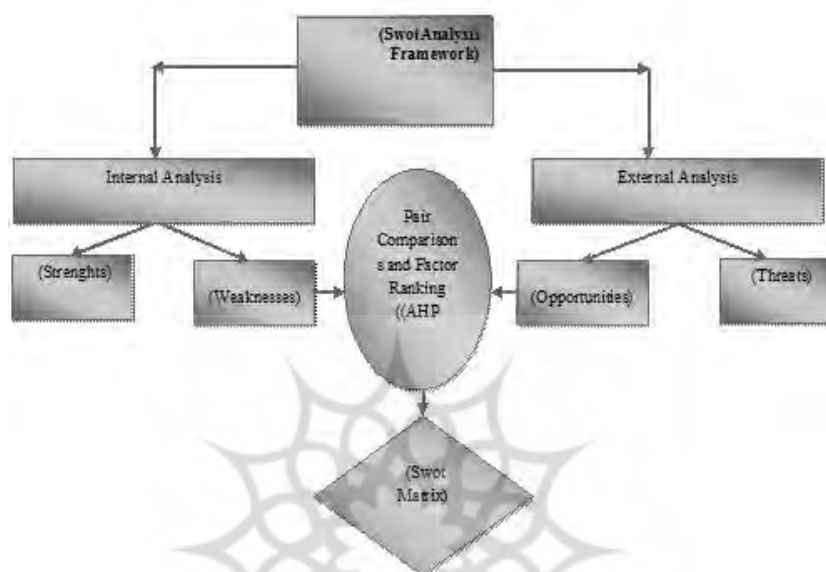 (Swot Analysis
Framework)
Internal Analysis
External Analysis
Pair
Comparison
s and Factor
Ranking
((AHP
(Strenghts)
(Weaknesses)
(Opportunities)
(Threats)
(Swot
Matrix)